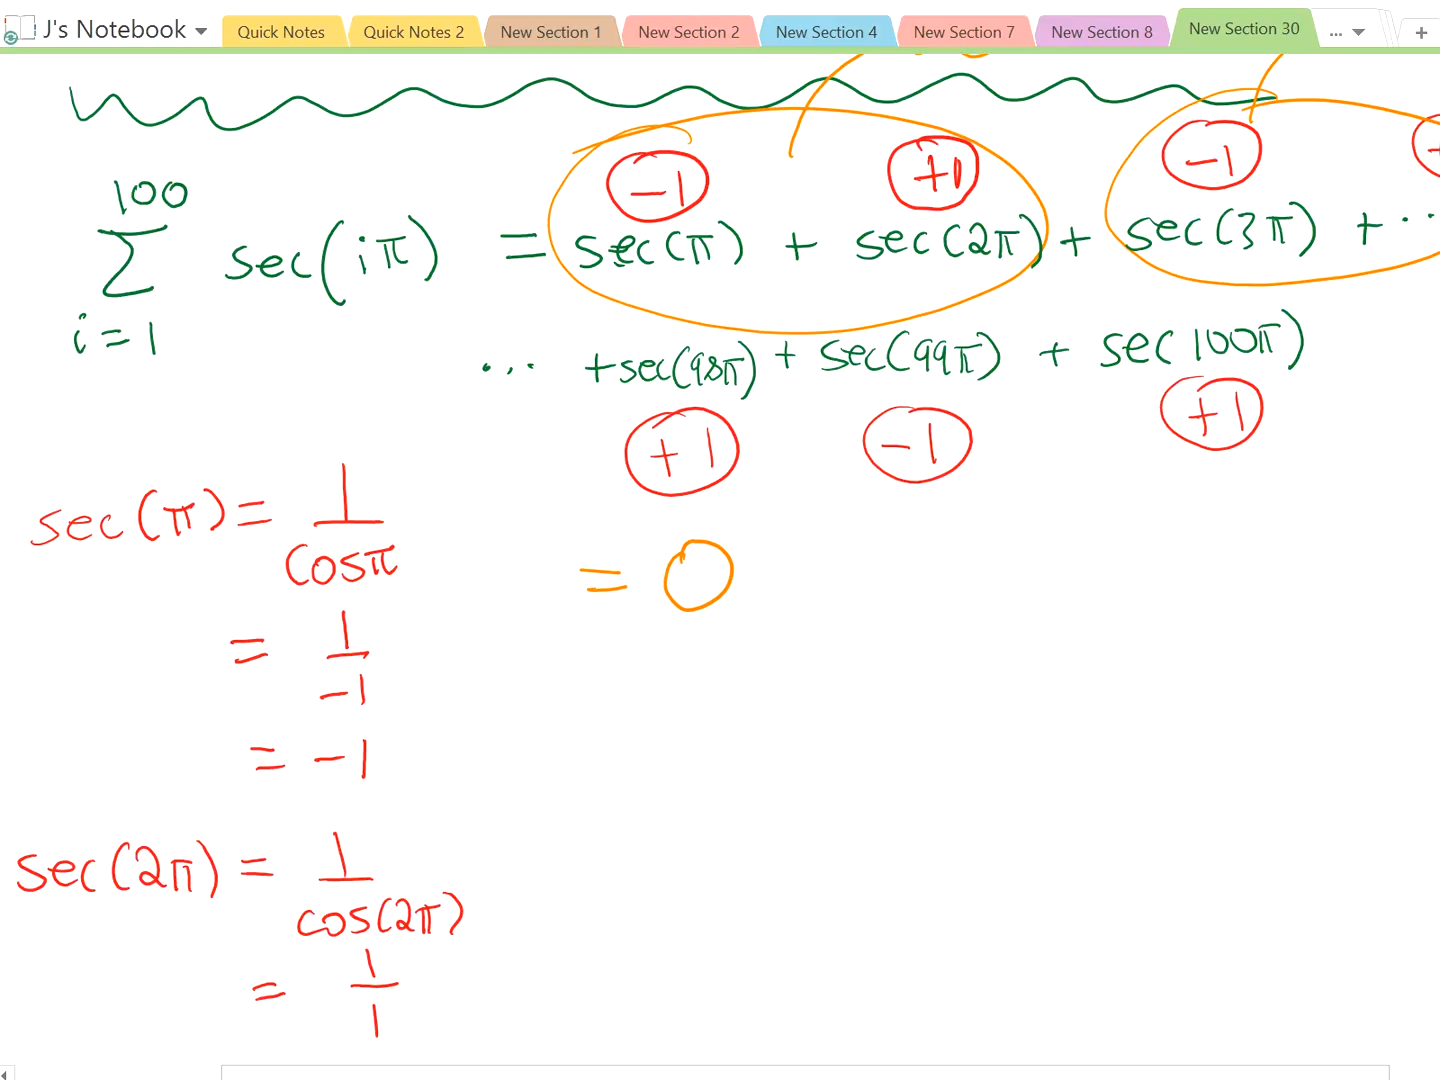 J's Notebook Quick Notes Quick Notes 2 New Section 1 New Section 2 New Section 4 New Section 7 New Section 8 New Section 30 ... +
-1 +1 -1 +
100
∑ sec(iπ) = sec(π) + sec(2π) + sec(3π) + ..
i=1
... +sec(98π) + sec(99π) + sec(100π)
+1 -1 +1
sec(π) = 1/cosπ
= 0
= 1/-1
= -1
sec(2π) = 1/cos(2π)
= 1/1